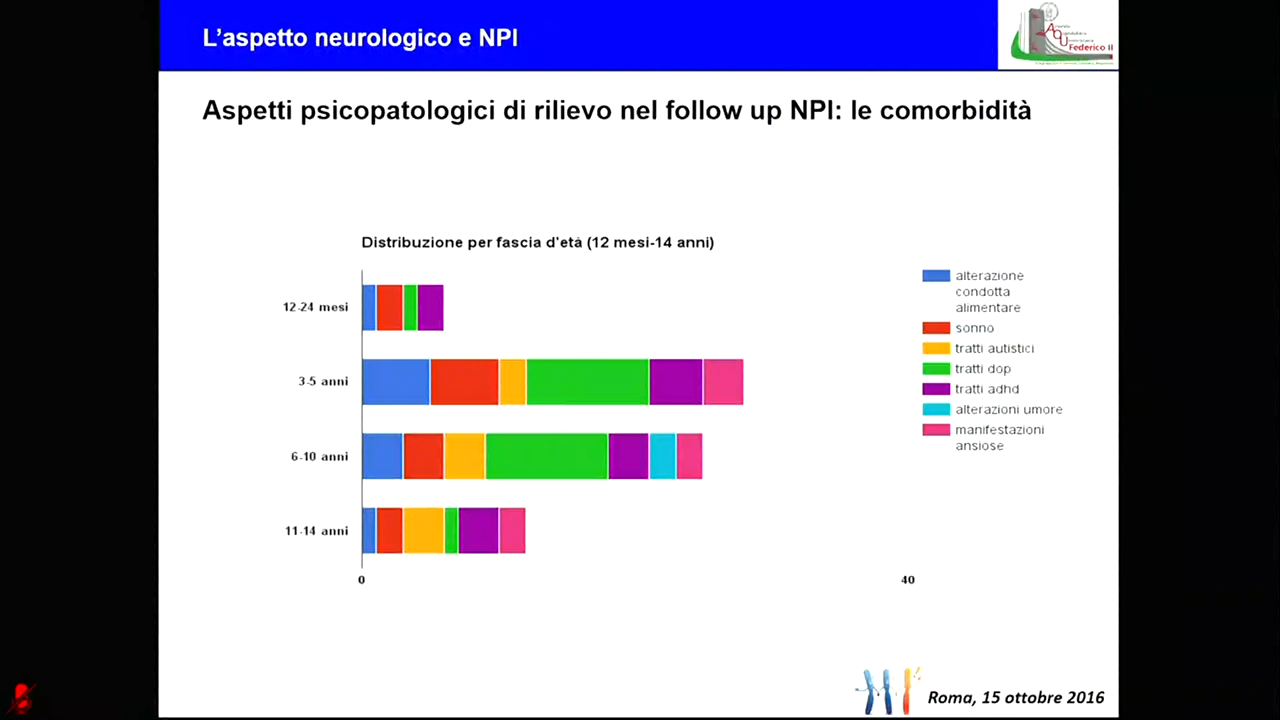 L'aspetto neurologico e NPI
Federico II
Aspetti psicopatologici di rilievo nel follow up NPI: le comorbidità
Distribuzione per fascia d'età (12 mesi-14 anni)
12-24 mesi
3-5 anni
6-10 anni
11-14 anni
0
40
alterazione
condotta
alimentare
sonno
tratti autistici
tratti dop
tratti adhd
alterazioni umore
manifestazioni
ansiose
Roma, 15 ottobre 2016